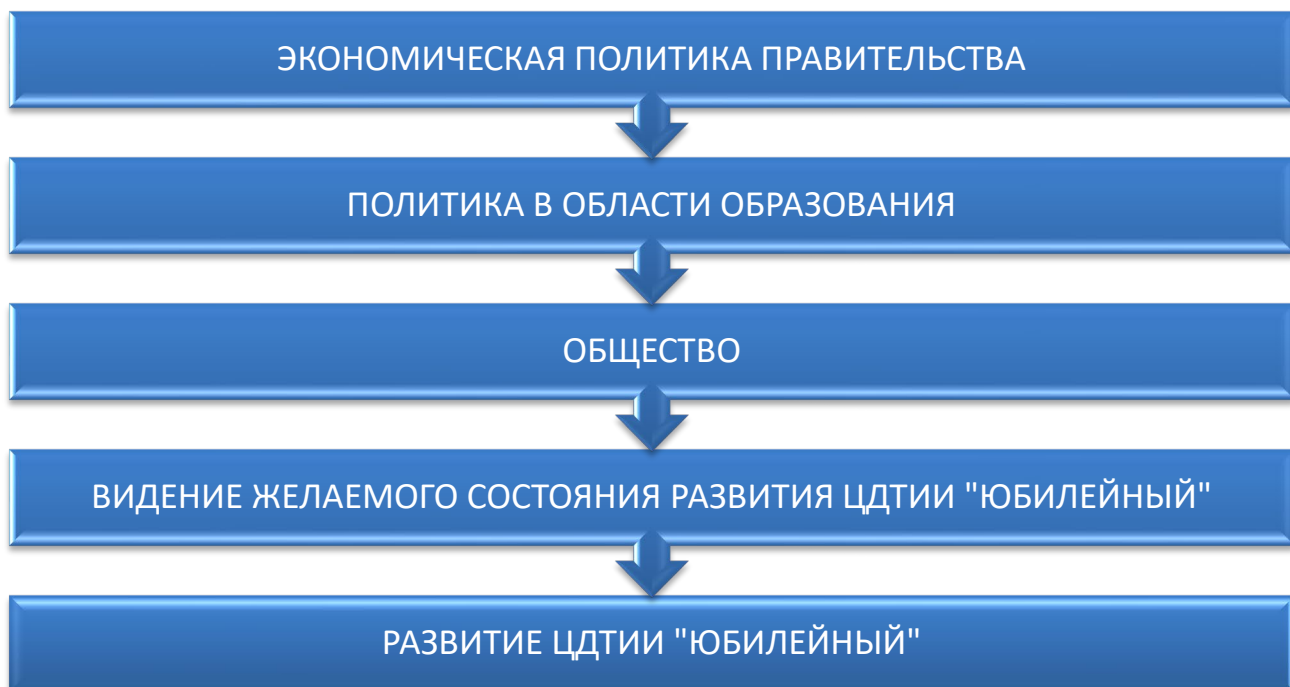 ЭКОНОМИЧЕСКАЯ ПОЛИТИКА ПРАВИТЕЛЬСТВА
ПОЛИТИКА В ОБЛАСТИ ОБРАЗОВАНИЯ
ОБЩЕСТВО
ВИДЕНИЕ ЖЕЛАЕМОГО СОСТОЯНИЯ РАЗВИТИЯ ЦДТИИ "ЮБИЛЕЙНЫЙ"
РАЗВИТИЕ ЦДТИИ "ЮБИЛЕЙНЫЙ"